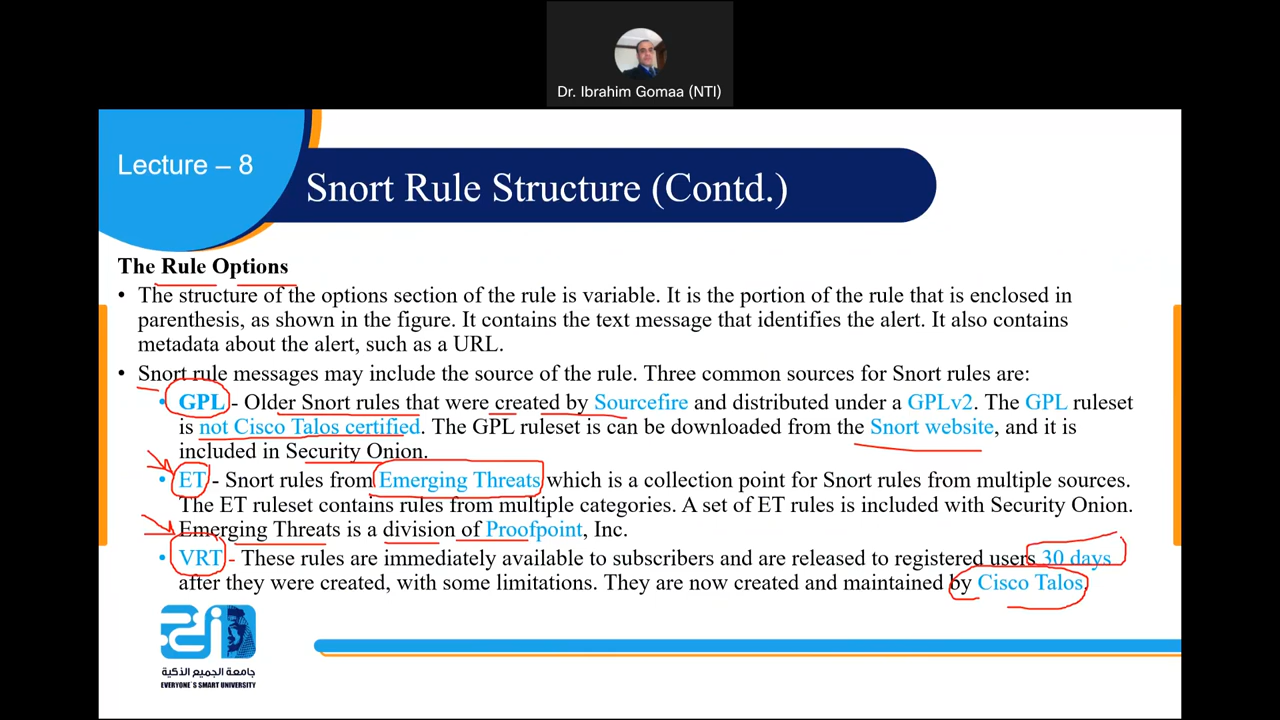 Dr. Ibrahim Gomaa (NTI)
Lecture – 8
Snort Rule Structure (Contd.)
The Rule Options
• The structure of the options section of the rule is variable. It is the portion of the rule that is enclosed in
parenthesis, as shown in the figure. It contains the text message that identifies the alert. It also contains
metadata about the alert, such as a URL.
• Snort rule messages may include the source of the rule. Three common sources for Snort rules are:
• GPL - Older Snort rules that were created by Sourcefire and distributed under a GPLv2. The GPL ruleset
is not Cisco Talos certified. The GPL ruleset is can be downloaded from the Snort website, and it is
included in Security Onion.
• ET - Snort rules from Emerging Threats which is a collection point for Snort rules from multiple sources.
The ET ruleset contains rules from multiple categories. A set of ET rules is included with Security Onion.
Emerging Threats is a division of Proofpoint, Inc.
• VRT - These rules are immediately available to subscribers and are released to registered users 30 days
after they were created, with some limitations. They are now created and maintained by Cisco Talos.
جامعة الجميع الذكية
EVERYONE`S SMART UNIVERSITY